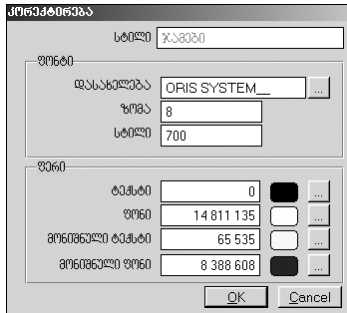 კორექტირება
სტილი ჯამები
ფონტი
დასახელება ORIS SYSTEM__ ...
ზომა 8
სტილი 700
ფერი
ტექსტი 0 ...
ფონი 14 811 135 ...
მონიშნული ტექსტი 65 535 ...
მონიშნული ფონი 8 388 608 ...
OK Cancel